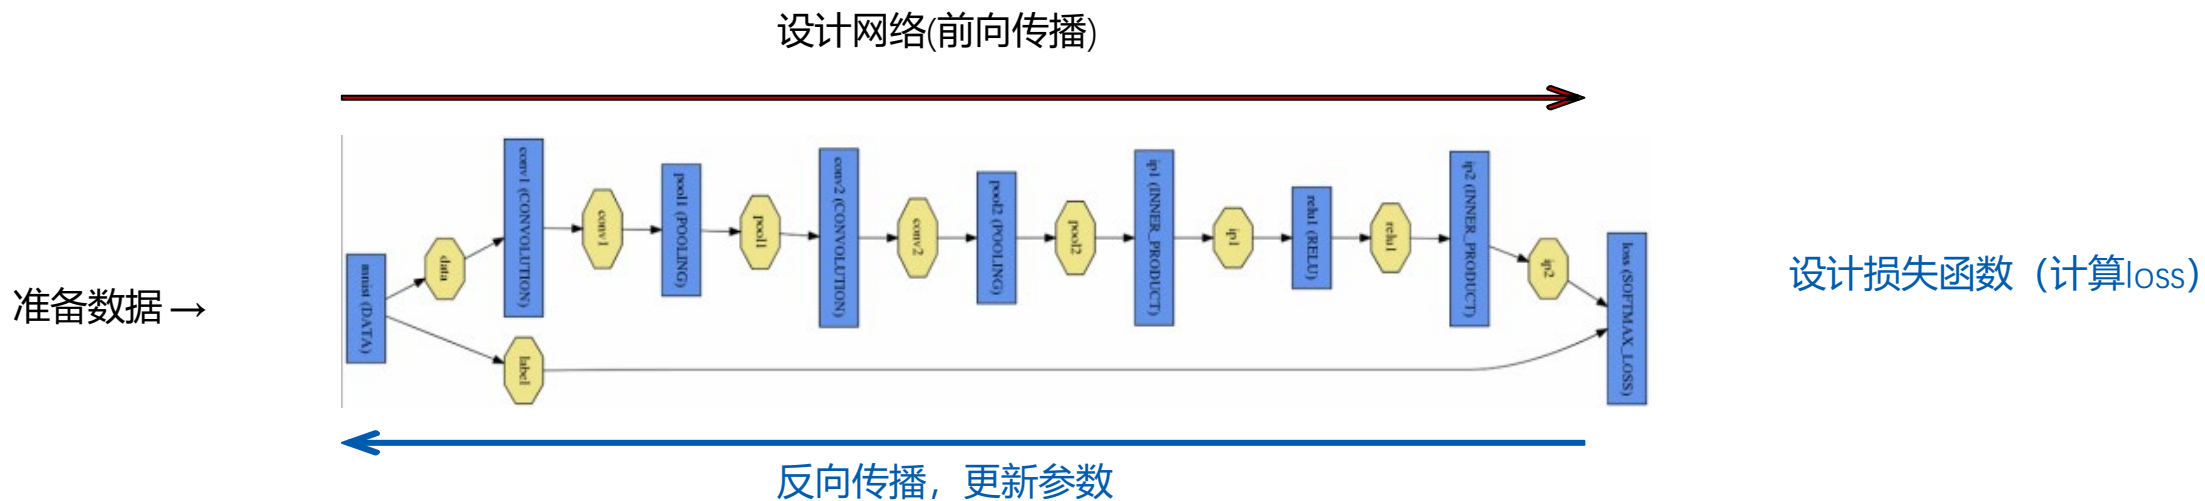 设计网络(前向传播)
准备数据→
mnist (DATA)
data
label
conv1 (CONVOLUTION)
conv1
pool1 (POOLING)
pool1
conv2 (CONVOLUTION)
conv2
pool2 (POOLING)
pool2
ip1 (INNER_PRODUCT)
ip1
relu1 (RELU)
relu1
ip2 (INNER_PRODUCT)
ip2
loss (SOFTMAX_LOSS)
设计损失函数（计算loss）
反向传播，更新参数